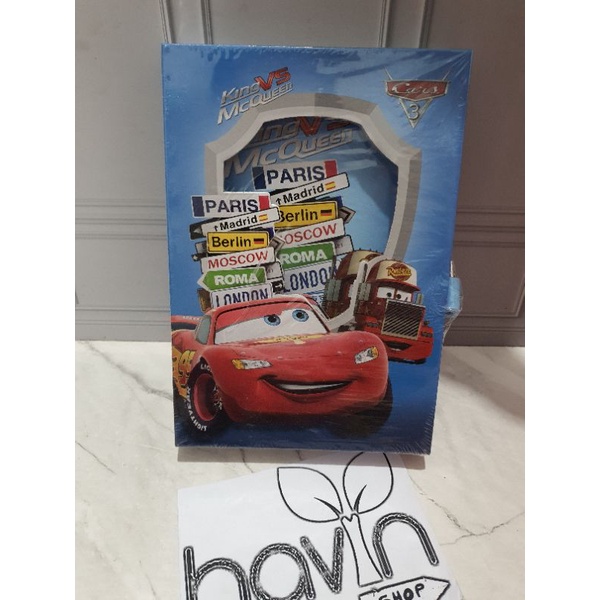 King VS
McQueen
Cars
3
King VS
McQueen
PARIS
Madrid
Berlin
MOSCOW
ROMA
LONDON
PARIS
Madrid
Berlin
MOSCOW
ROMA
LONDON
havin
SHOP